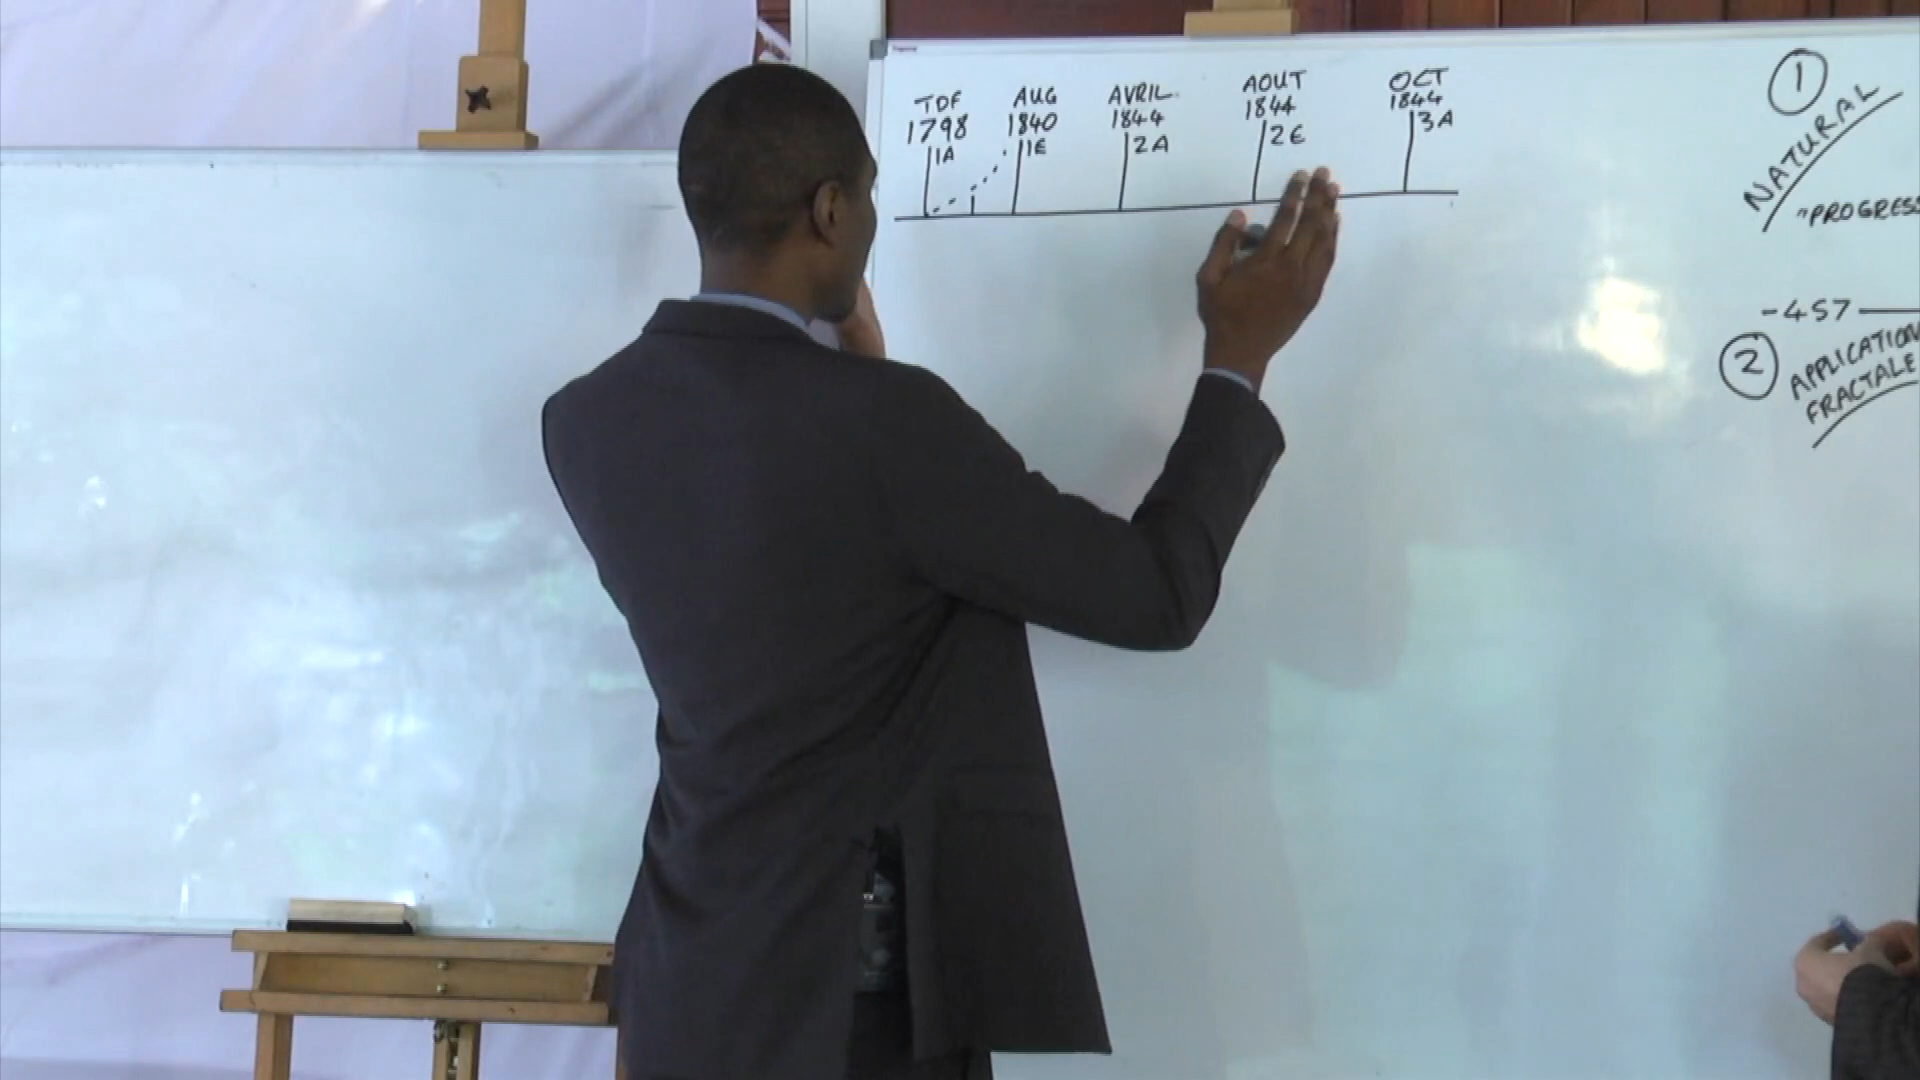 TDF
1798
1A
AUG
1840
1E
AVRIL
1844
2A
AOUT
1844
2E
OCT
1844
3A
1
NATURAL
"PROGRESS
-457
2
APPLICATION
FRACTALE